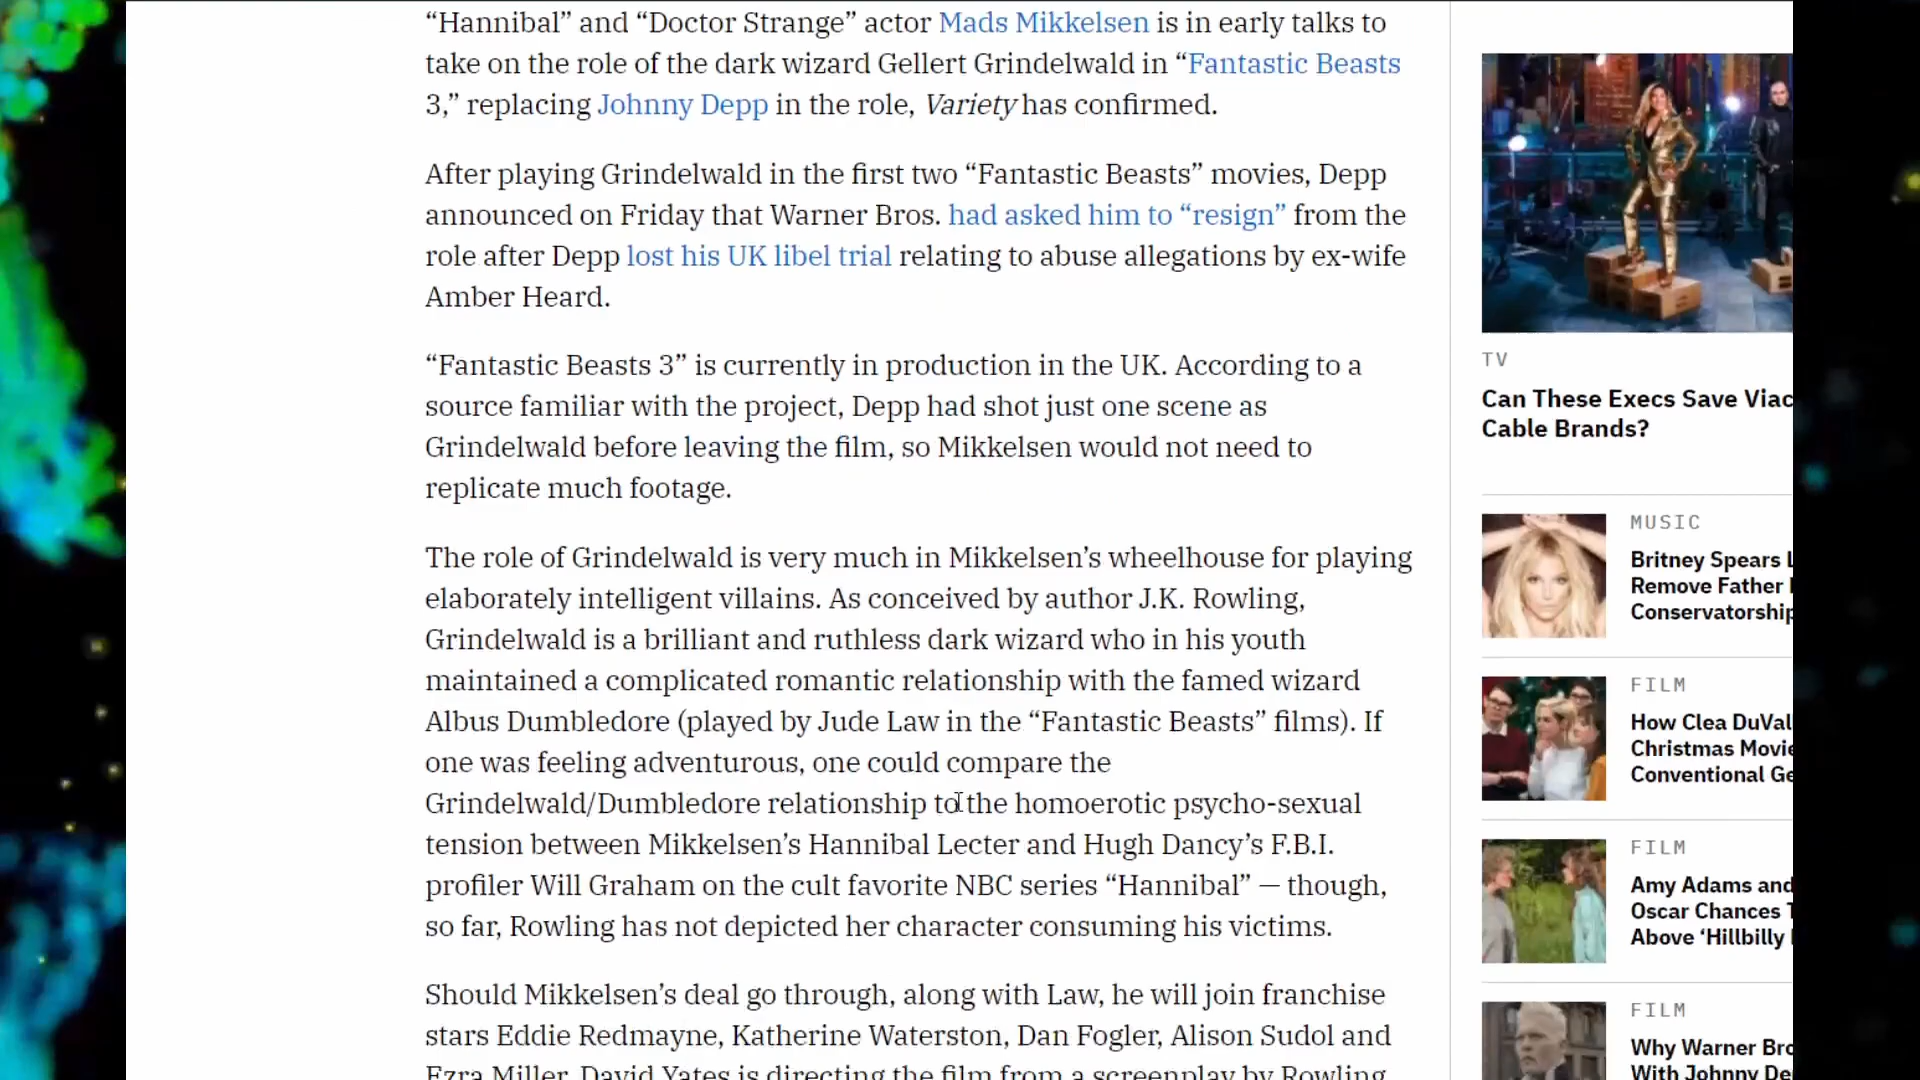 “Hannibal” and “Doctor Strange” actor Mads Mikkelsen is in early talks to
take on the role of the dark wizard Gellert Grindelwald in “Fantastic Beasts
3,” replacing Johnny Depp in the role, Variety has confirmed.
After playing Grindelwald in the first two “Fantastic Beasts” movies, Depp
announced on Friday that Warner Bros. had asked him to “resign” from the
role after Depp lost his UK libel trial relating to abuse allegations by ex-wife
Amber Heard.
“Fantastic Beasts 3” is currently in production in the UK. According to a
source familiar with the project, Depp had shot just one scene as
Grindelwald before leaving the film, so Mikkelsen would not need to
replicate much footage.
The role of Grindelwald is very much in Mikkelsen’s wheelhouse for playing
elaborately intelligent villains. As conceived by author J.K. Rowling,
Grindelwald is a brilliant and ruthless dark wizard who in his youth
maintained a complicated romantic relationship with the famed wizard
Albus Dumbledore (played by Jude Law in the “Fantastic Beasts” films). If
one was feeling adventurous, one could compare the
Grindelwald/Dumbledore relationship to the homoerotic psycho-sexual
tension between Mikkelsen’s Hannibal Lecter and Hugh Dancy’s F.B.I.
profiler Will Graham on the cult favorite NBC series “Hannibal” — though,
so far, Rowling has not depicted her character consuming his victims.
Should Mikkelsen’s deal go through, along with Law, he will join franchise
stars Eddie Redmayne, Katherine Waterston, Dan Fogler, Alison Sudol and
Ezra Miller. David Yates is directing the film from a screenplay by Rowling
TV
Can These Execs Save Viac
Cable Brands?
MUSIC
Britney Spears L
Remove Father
Conservatorship
FILM
How Clea DuVal
Christmas Movie
Conventional Ge
FILM
Amy Adams and
Oscar Chances T
Above ‘Hillbilly
FILM
Why Warner Bro
With Johnny De